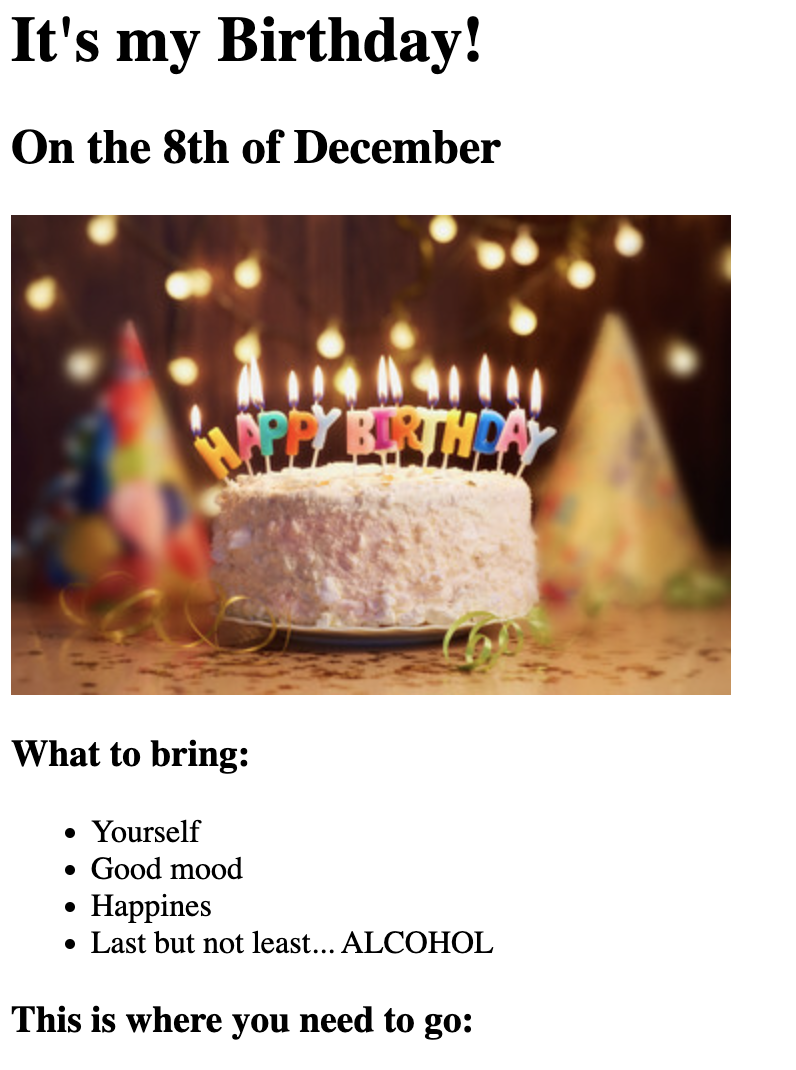 It's my Birthday!
On the 8th of December
HAPPY BIRTHDAY
What to bring:
Yourself
Good mood
Happines
Last but not least... ALCOHOL
This is where you need to go: